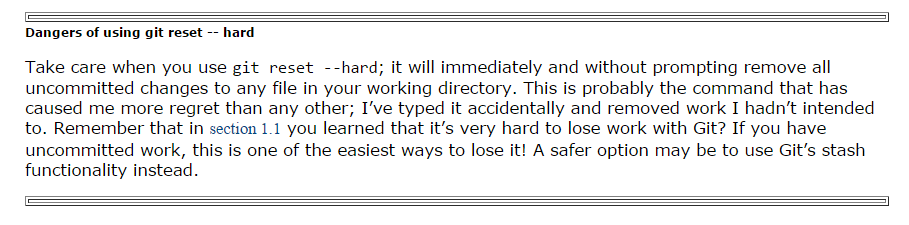 Dangers of using git reset -- hard
Take care when you use git reset --hard; it will immediately and without prompting remove all
uncommitted changes to any file in your working directory. This is probably the command that has
caused me more regret than any other; I’ve typed it accidentally and removed work I hadn’t intended
to. Remember that in section 1.1 you learned that it’s very hard to lose work with Git? If you have
uncommitted work, this is one of the easiest ways to lose it! A safer option may be to use Git’s stash
functionality instead.